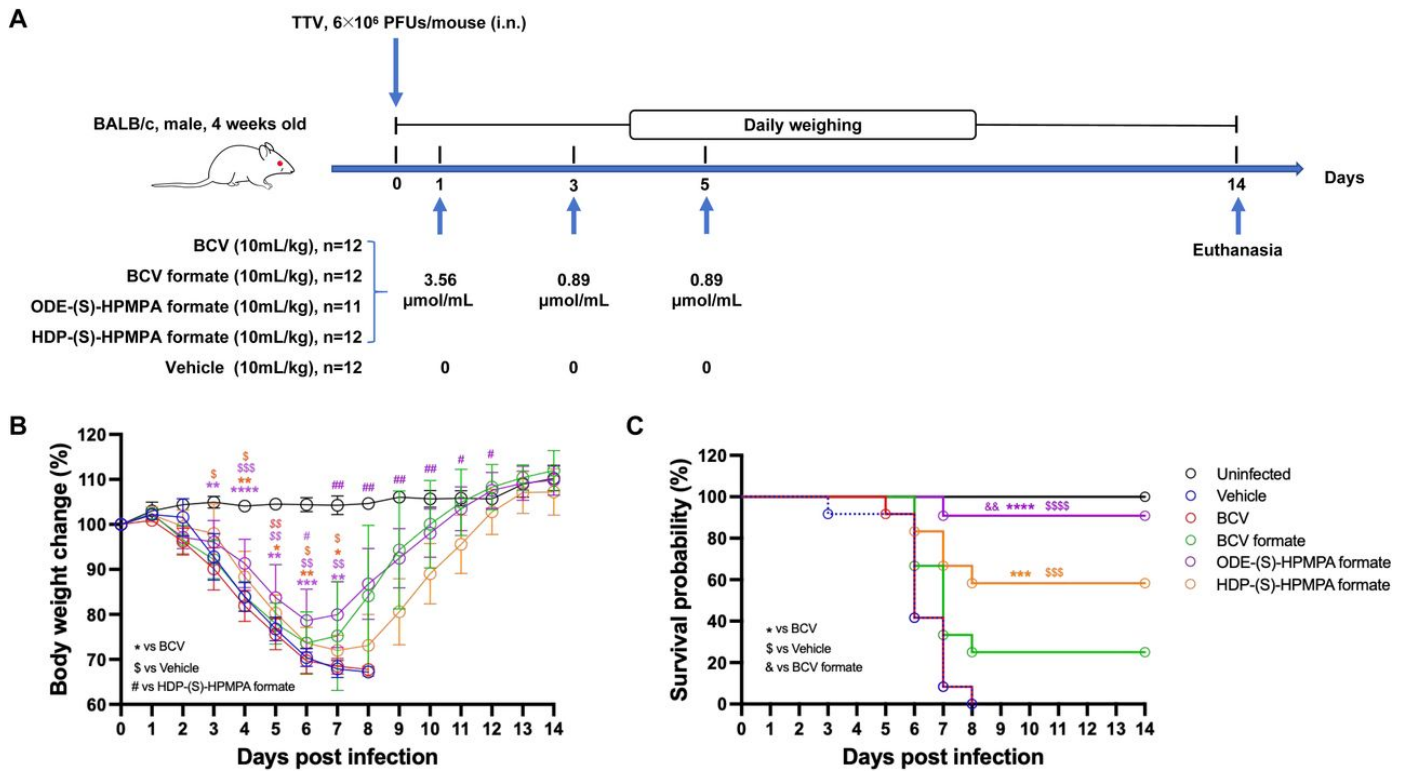 A
TTV, 6×10⁶ PFUs/mouse (i.n.)
BALB/c, male, 4 weeks old
Daily weighing
0 1 3 5 14
Days
BCV (10mL/kg), n=12
BCV formate (10mL/kg), n=12
ODE-(S)-HPMPA formate (10mL/kg), n=11
HDP-(S)-HPMPA formate (10mL/kg), n=12
Vehicle (10mL/kg), n=12
3.56
µmol/mL
0.89
µmol/mL
0.89
µmol/mL
0 0 0
Euthanasia
B
Body weight change (%)
120
110
100
90
80
70
60
$
**
$
$$$
**
****
$$
$$
*
**
#
$
$$
**
***
##
$
*
$$
**
##
##
##
#
#
* vs BCV
$ vs Vehicle
# vs HDP-(S)-HPMPA formate
0 1 2 3 4 5 6 7 8 9 10 11 12 13 14
Days post infection
C
Survival probability (%)
120
100
80
60
40
20
0
&& **** $$$$
*** $$$
* vs BCV
$ vs Vehicle
& vs BCV formate
0 1 2 3 4 5 6 7 8 9 10 11 12 13 14
Days post infection
Uninfected
Vehicle
BCV
BCV formate
ODE-(S)-HPMPA formate
HDP-(S)-HPMPA formate